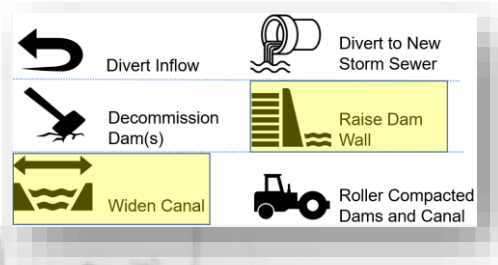 Divert Inflow
Divert to New
Storm Sewer
Decommission
Dam(s)
Raise Dam
Wall
Widen Canal
Roller Compacted
Dams and Canal